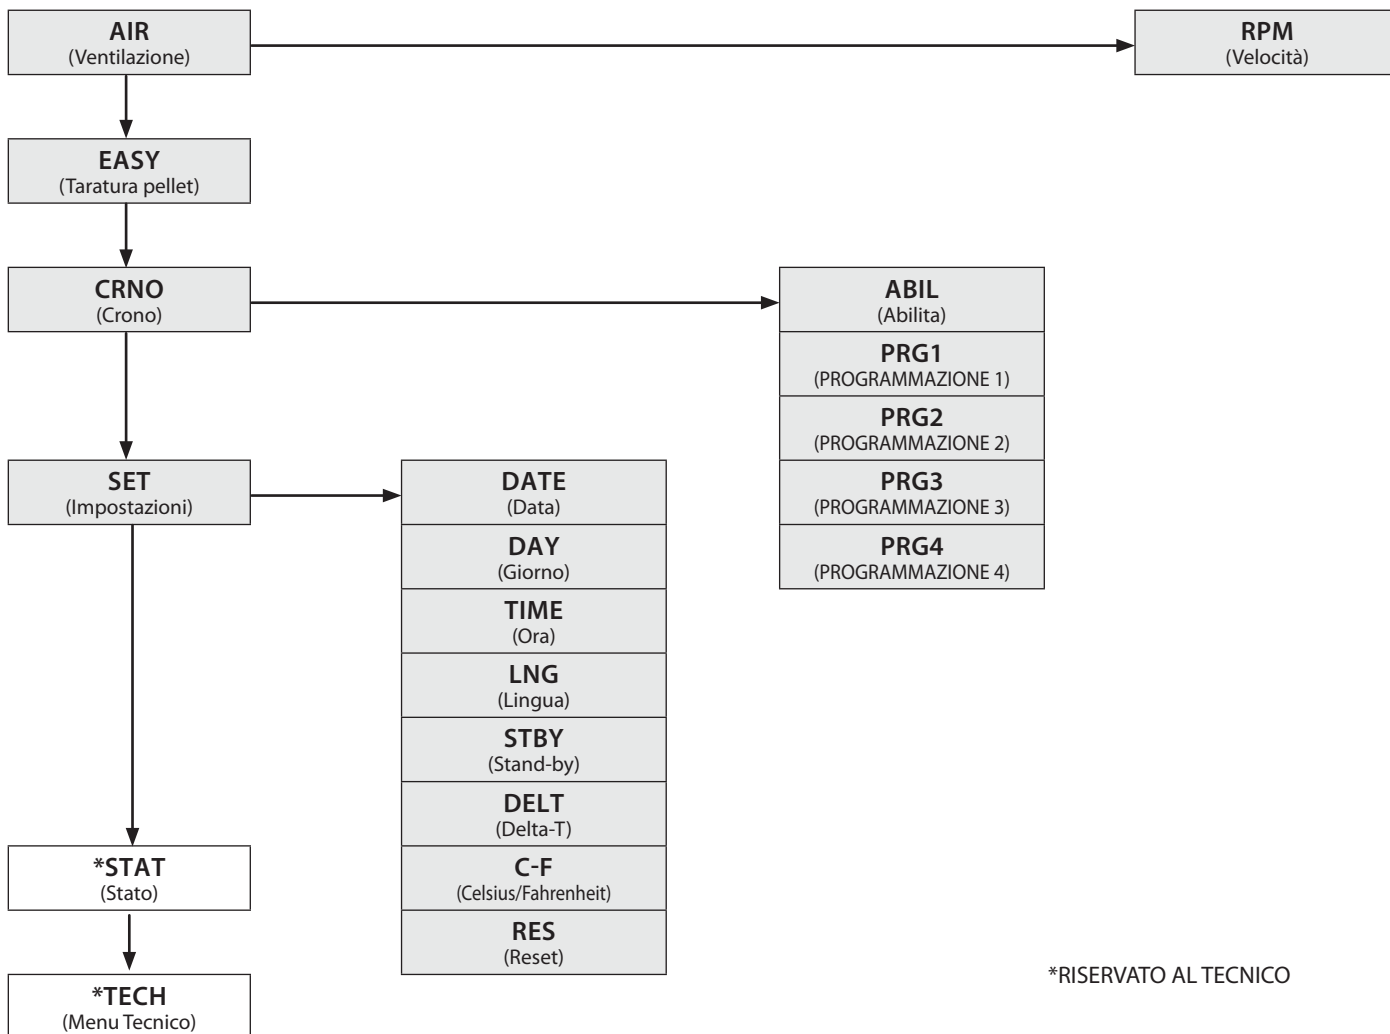 AIR
(Ventilazione)
RPM
(Velocità)
EASY
(Taratura pellet)
CRNO
(Crono)
ABIL
(Abilita)
PRG1
(PROGRAMMAZIONE 1)
PRG2
(PROGRAMMAZIONE 2)
PRG3
(PROGRAMMAZIONE 3)
PRG4
(PROGRAMMAZIONE 4)
SET
(Impostazioni)
DATE
(Data)
DAY
(Giorno)
TIME
(Ora)
LNG
(Lingua)
STBY
(Stand-by)
DELT
(Delta-T)
C-F
(Celsius/Fahrenheit)
RES
(Reset)
*STAT
(Stato)
*TECH
(Menu Tecnico)
*RISERVATO AL TECNICO